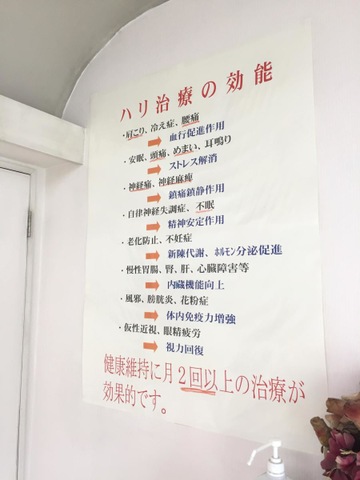 ハリ治療の効能
・肩こり、冷え症、腰痛
血行促進作用
・安眠、頭痛、めまい、耳鳴り
ストレス解消
・神経痛、神経麻痺
鎮痛鎮静作用
・自律神経失調症、不眠
精神安定作用
・老化防止、不妊症
新陳代謝、ホルモン分泌促進
・慢性胃腸、腎、肝、心臓障害等
内蔵機能向上
・風邪、膀胱炎、花粉症
体内免疫力増強
・仮性近視、眼精疲労
視力回復
健康維持に月2回以上の治療が
効果的です。